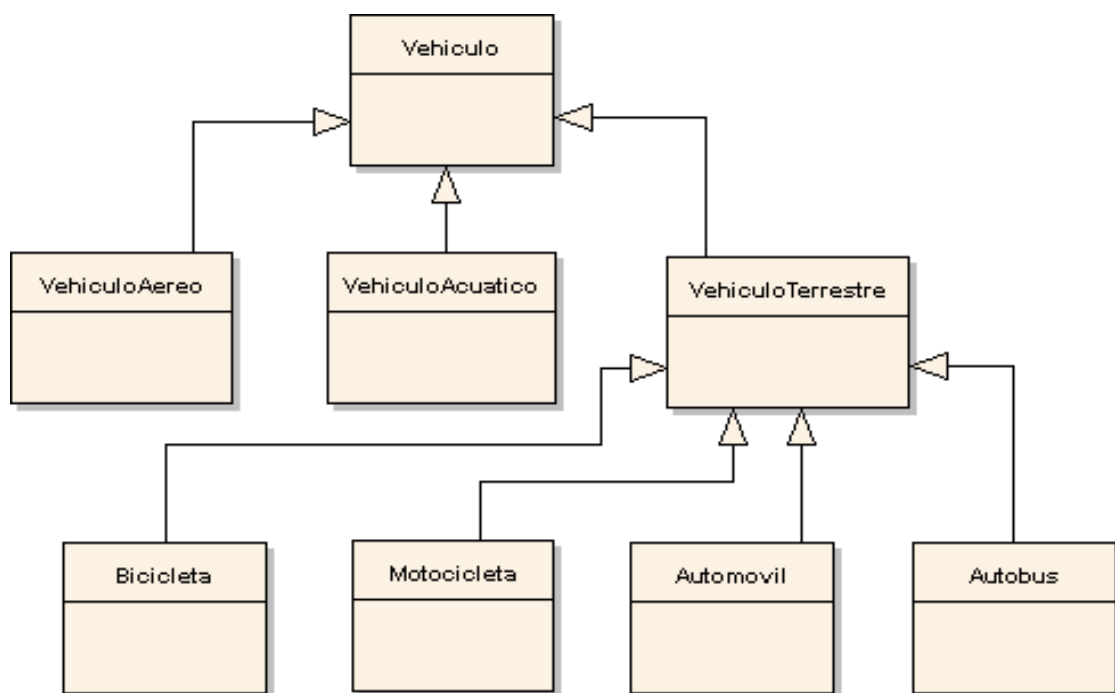 Vehiculo
VehiculoAereo
VehiculoAcuatico
VehiculoTerrestre
Bicicleta
Motocicleta
Automovil
Autobus